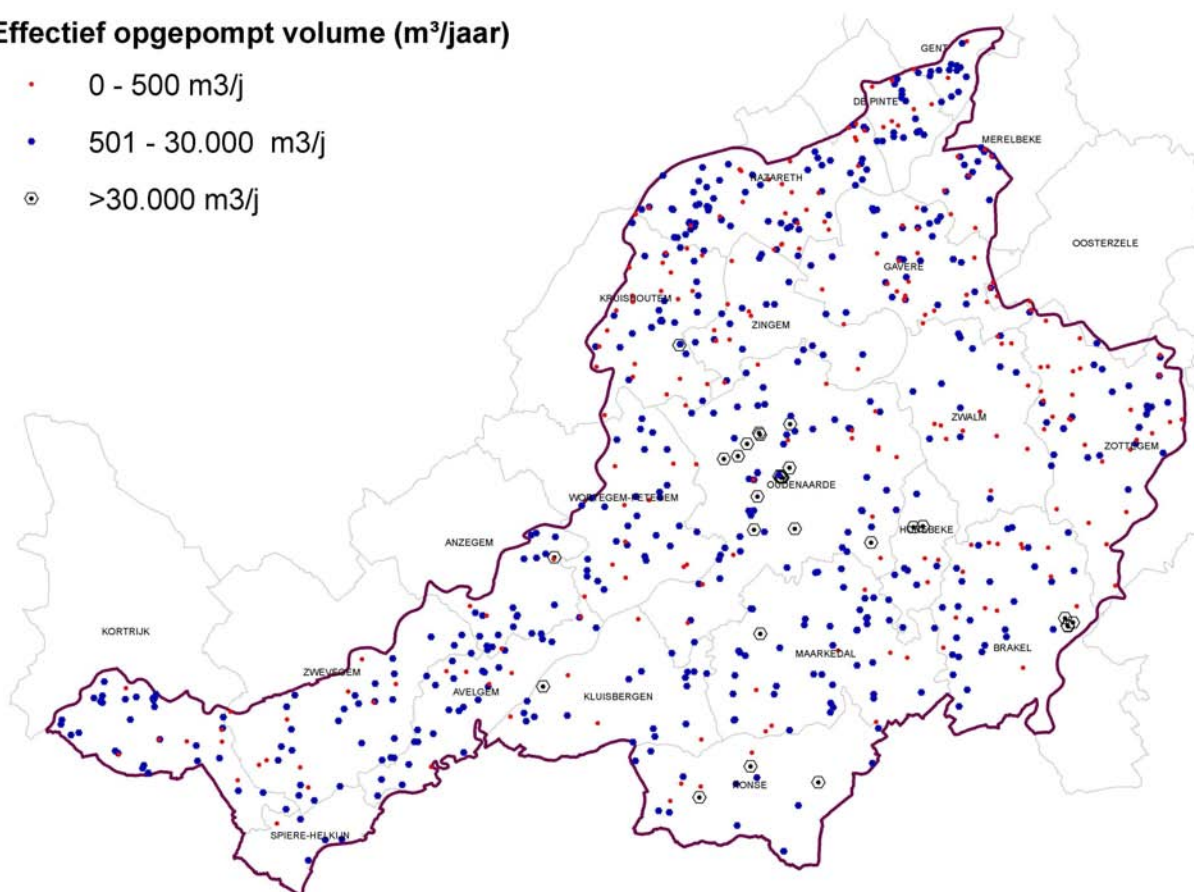 Effectief opgepompt volume (m³/jaar)
0 - 500 m3/j
501 - 30.000 m3/j
>30.000 m3/j
GENT
DE PINTE
MERELBEKE
NAZARETH
OOSTERZELE
GAVERE
KRUISHOUTEM
ZINGEM
ZWALM
ZOTTEGEM
OUDENAARDE
WORTEGEM-PETEGEM
HOREBEKE
ANZEGEM
KORTRIJK
BRAKEL
MAARKEDAL
ZWEVEGEM
AVELGEM
KLUISBERGEN
RONSE
SPIERE-HELKIJN